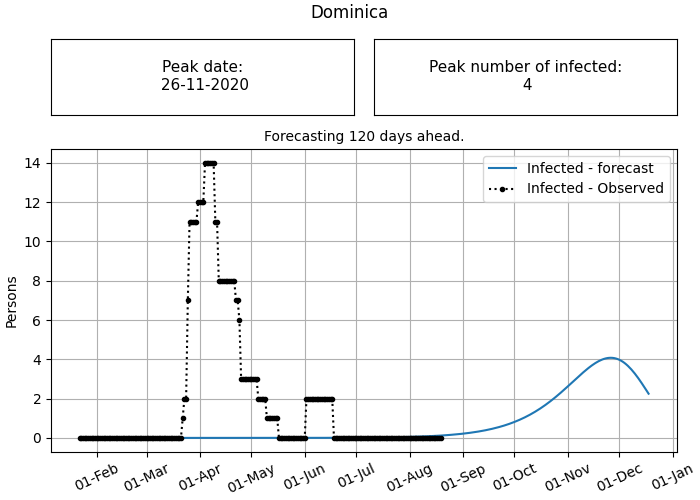 Dominica
Peak date:
26-11-2020
Peak number of infected:
4
Forecasting 120 days ahead.
Infected - forecast
Infected - Observed
Persons
14
12
10
8
6
4
2
0
01-Feb
01-Mar
01-Apr
01-May
01-Jun
01-Jul
01-Aug
01-Sep
01-Oct
01-Nov
01-Dec
01-Jan